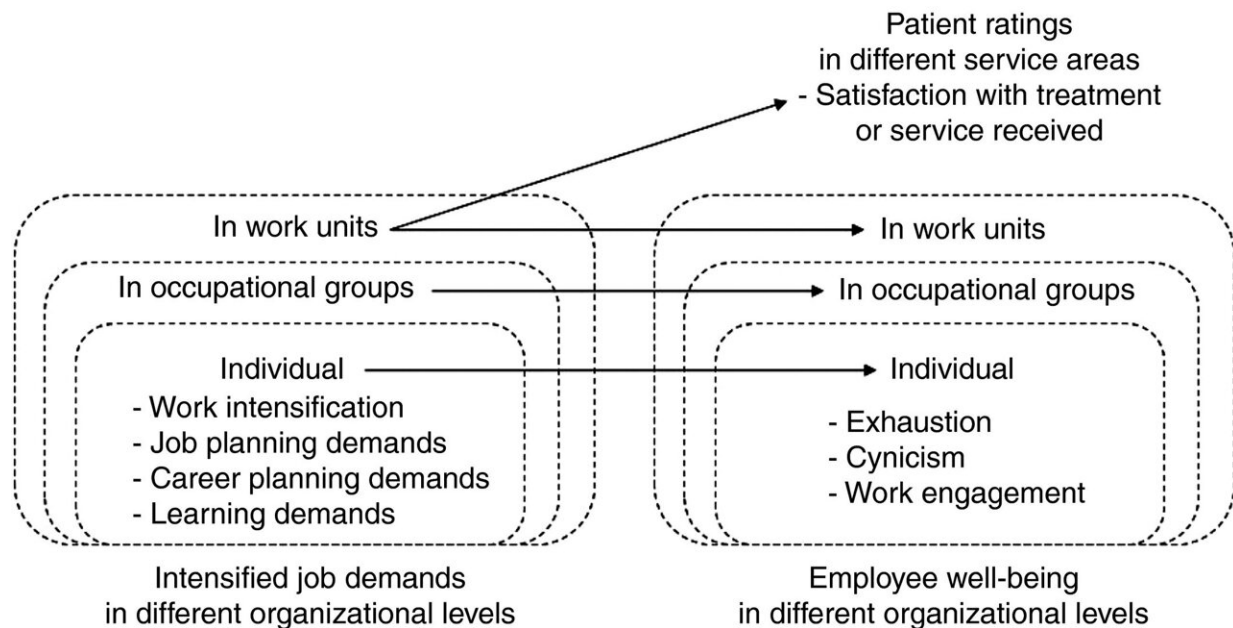 Patient ratings
in different service areas
- Satisfaction with treatment
or service received
In work units
In occupational groups
Individual
- Work intensification
- Job planning demands
- Career planning demands
- Learning demands
Intensified job demands
in different organizational levels
In work units
In occupational groups
Individual
- Exhaustion
- Cynicism
- Work engagement
Employee well-being
in different organizational levels